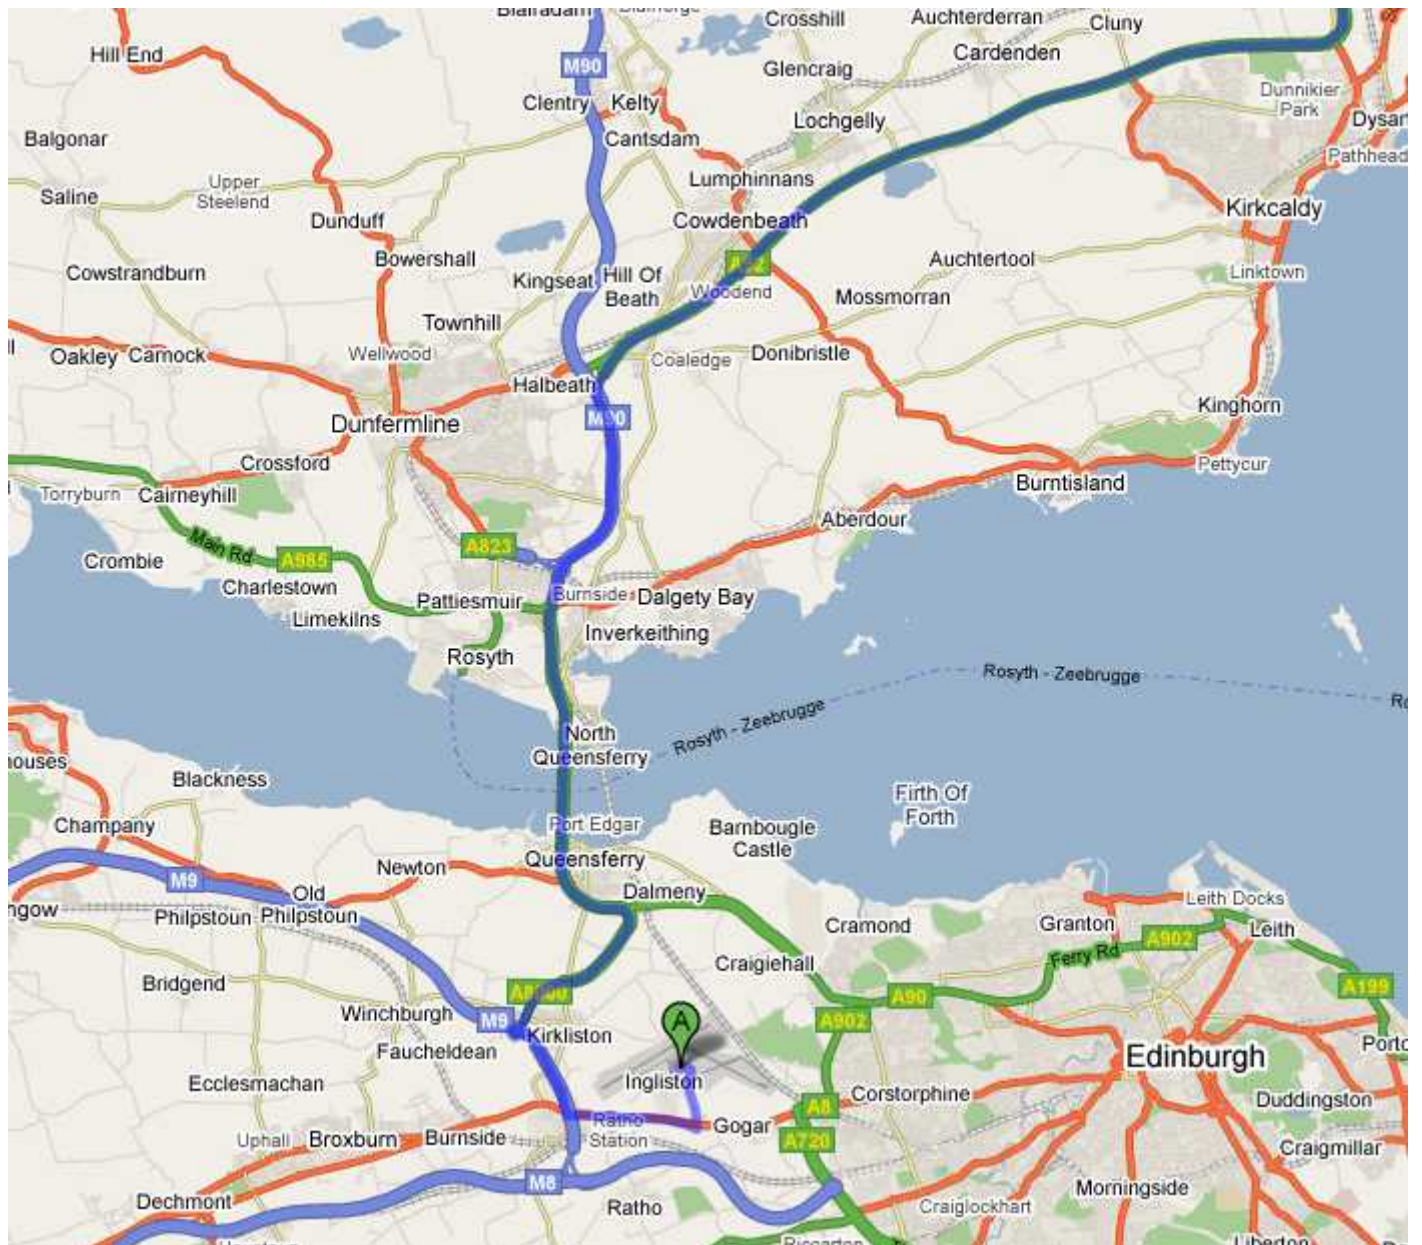 Hill End
M90
Crosshill
Auchterderran
Cluny
Cardenden
Glencraig
Clentry
Kelty
Dunnikier
Park
Balgonar
Cantsdam
Lochgelly
Pathhead
Saline
Upper
Steelend
Lumphinnans
Dunduff
Cowdenbeath
Kirkcaldy
Cowstrandburn
Bowershall
Kingseat
Hill Of
Beath
Woodend
Auchtertool
Linktown
Mossmorran
Townhill
Oakley
Carnock
Wellwood
Coaledge
Donibristle
Halbeath
M90
Kinghorn
Dunfermline
Crossford
Pettycur
Torryburn
Cairneyhill
Burntisland
Aberdour
Main Rd
A985
A823
Crombie
Charlestown
Limekilns
Pattiesmuir
Burnside
Dalgety Bay
Inverkeithing
Rosyth
Rosyth - Zeebrugge
Rosyth - Zeebrugge
North
Queensferry
Blackness
Firth Of
Forth
Champany
Port Edgar
Barnbougle
Castle
Queensferry
Newton
M9
Dalmeny
Old
Philpstoun
Philpstoun
Cramond
Granton
Leith Docks
Leith
Ferry Rd
A902
Craigiehall
Bridgend
A90
A199
Winchburgh
M9
Kirkliston
A
A902
Faucheldean
Edinburgh
Ecclesmachan
Ingliston
Corstorphine
Duddingston
A8
Ratho
Station
Gogar
A720
Uphall
Broxburn
Burnside
Craigmillar
M8
Dechmont
Ratho
Craiglockhart
Morningside